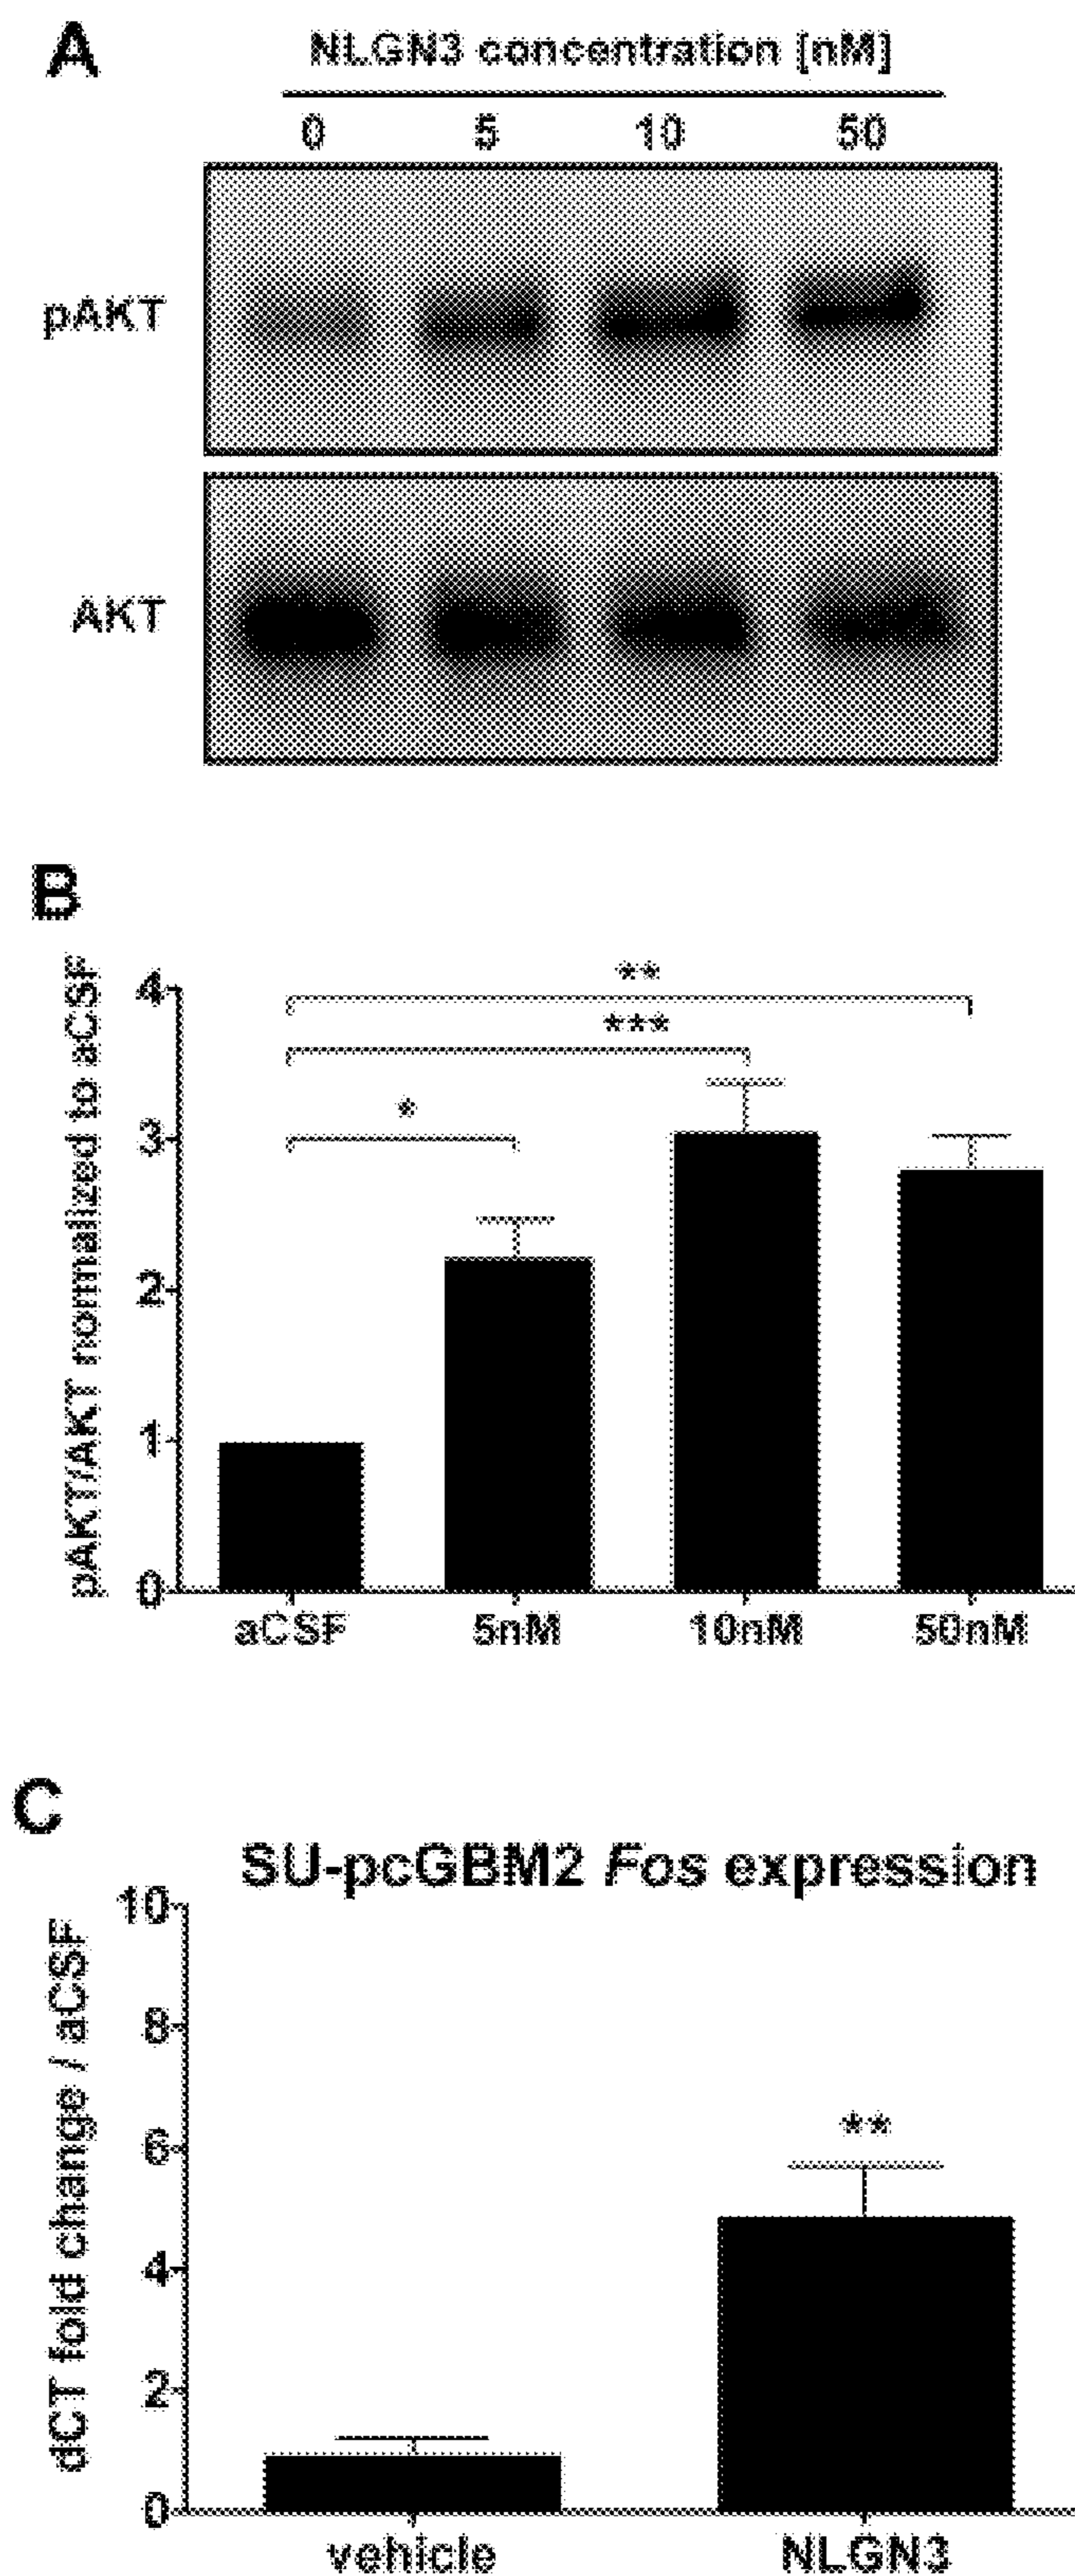 A
NLGN3 concentration [nM]
0 5 10 50
pAKT
AKT
B
pAKT/AKT normalized to aCSF
4
3
2
1
0
**
***
*
aCSF 5nM 10nM 50nM
C
SU-pcGBM2 Fos expression
dCT fold change / aCSF
10
8
6
4
2
0
**
vehicle NLGN3